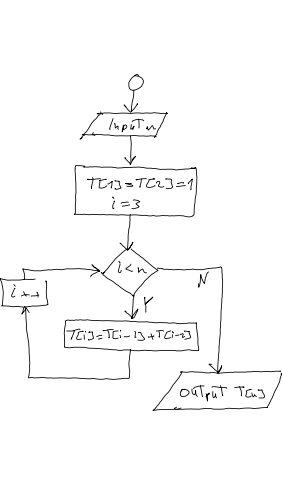 Input n
T[1]=T[2]=1
i=3
i<n
N
Y
i++
T[i]=T[i-1]+T[i-2]
OUTPUT T[n]